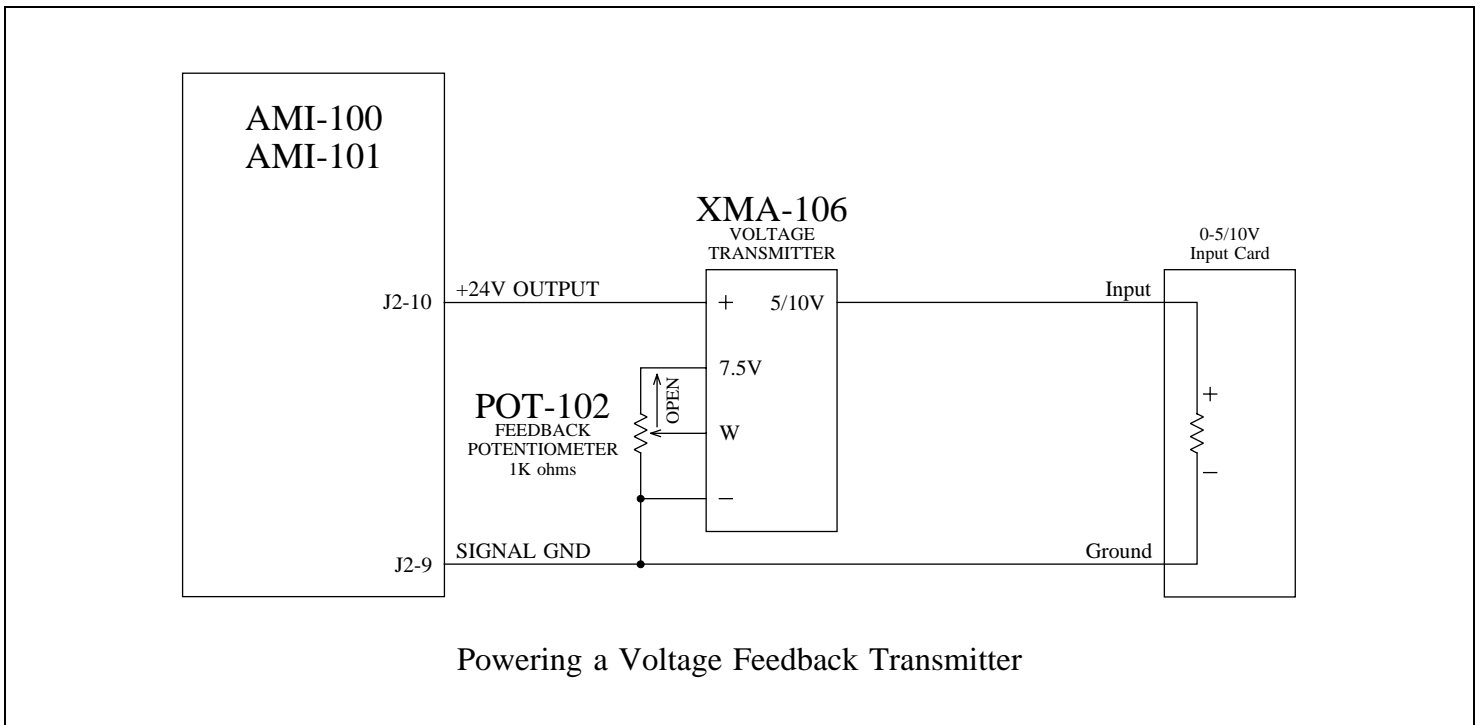 AMI-100
AMI-101
XMA-106
VOLTAGE
TRANSMITTER
0-5/10V
Input Card
J2-10
+24V OUTPUT
+
5/10V
Input
7.5V
OPEN
POT-102
FEEDBACK
POTENTIOMETER
1K ohms
W
+
−
−
J2-9
SIGNAL GND
Ground
Powering a Voltage Feedback Transmitter